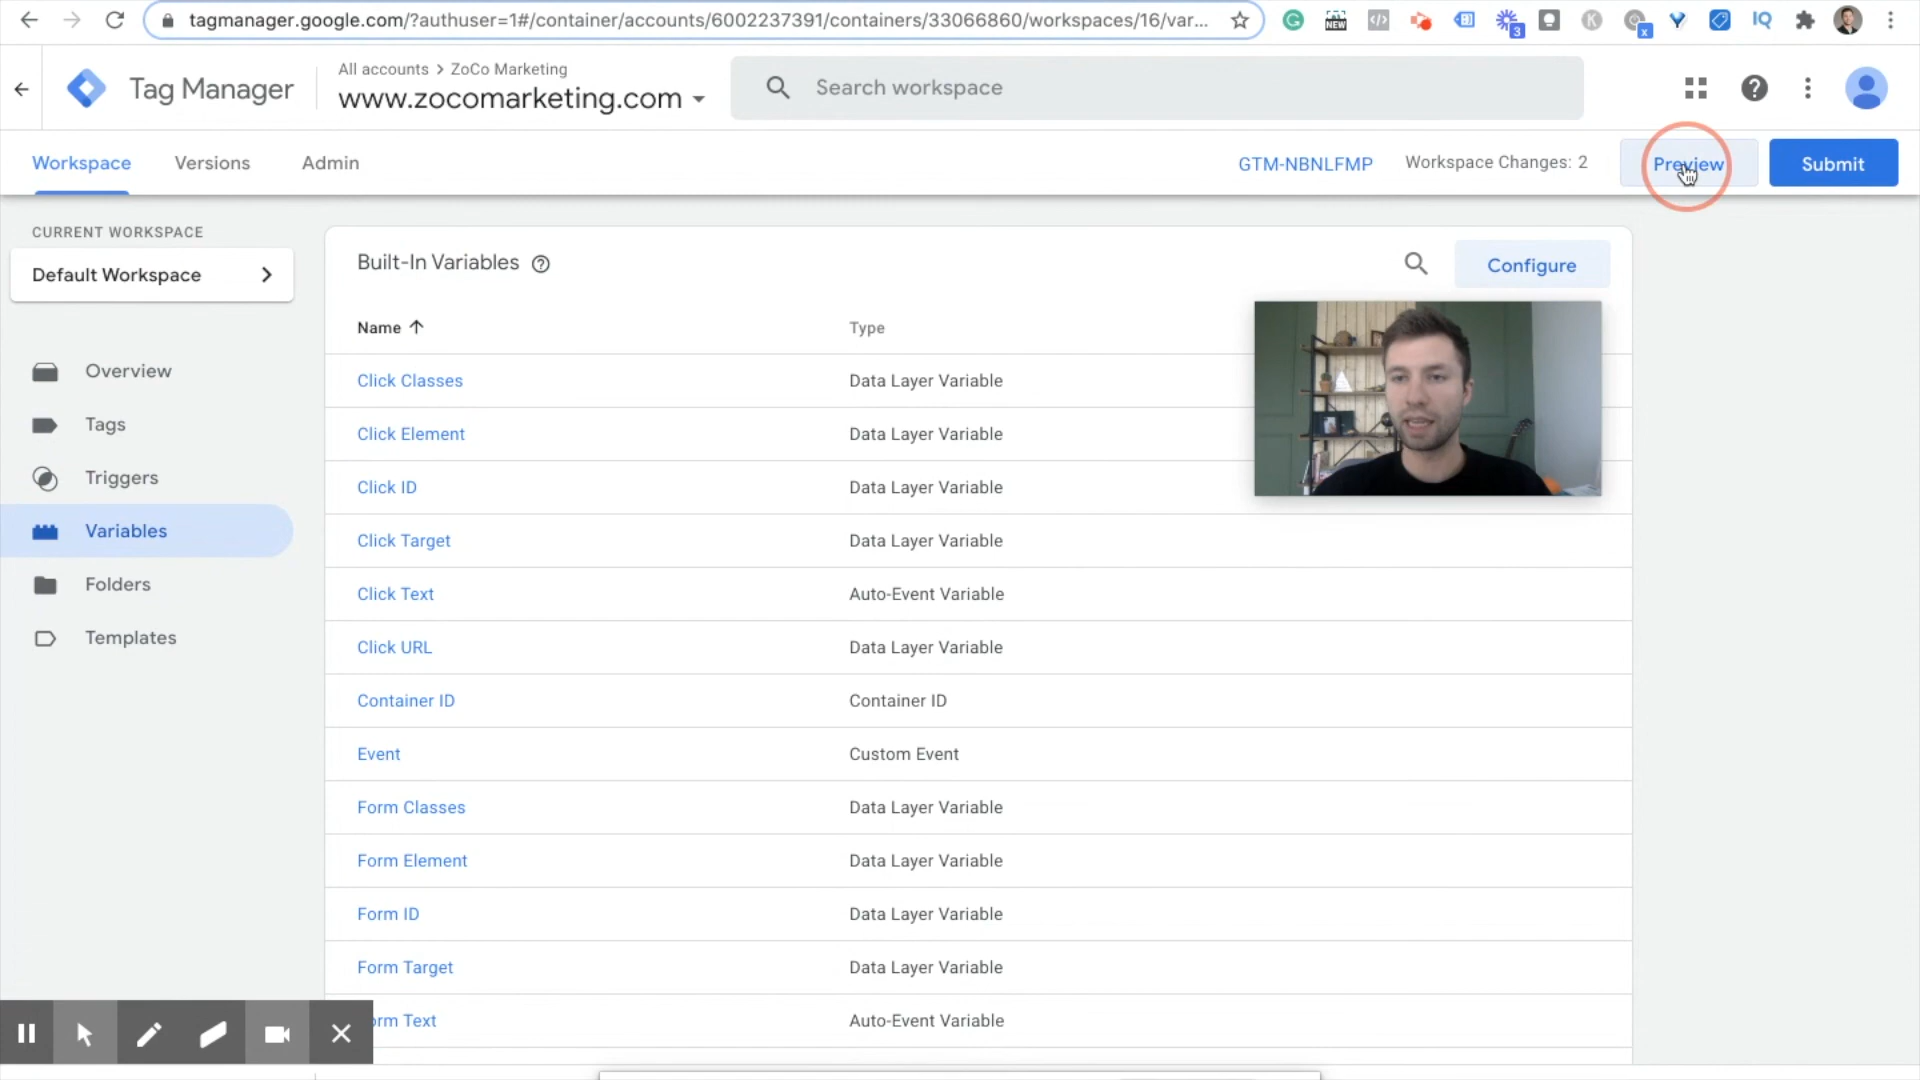 tagmanager.google.com/?authuser=1#/container/accounts/6002237391/containers/33066860/workspaces/16/var...
NEW
3
K
x
IQ
Tag Manager
All accounts > ZoCo Marketing
www.zocomarketing.com
Search workspace
Workspace
Versions
Admin
GTM-NBNLFMP
Workspace Changes: 2
Preview
Submit
CURRENT WORKSPACE
Default Workspace
Overview
Tags
Triggers
Variables
Folders
Templates
Built-In Variables
Configure
Name
Type
Click Classes
Data Layer Variable
Click Element
Data Layer Variable
Click ID
Data Layer Variable
Click Target
Data Layer Variable
Click Text
Auto-Event Variable
Click URL
Data Layer Variable
Container ID
Container ID
Event
Custom Event
Form Classes
Data Layer Variable
Form Element
Data Layer Variable
Form ID
Data Layer Variable
Form Target
Data Layer Variable
orm Text
Auto-Event Variable